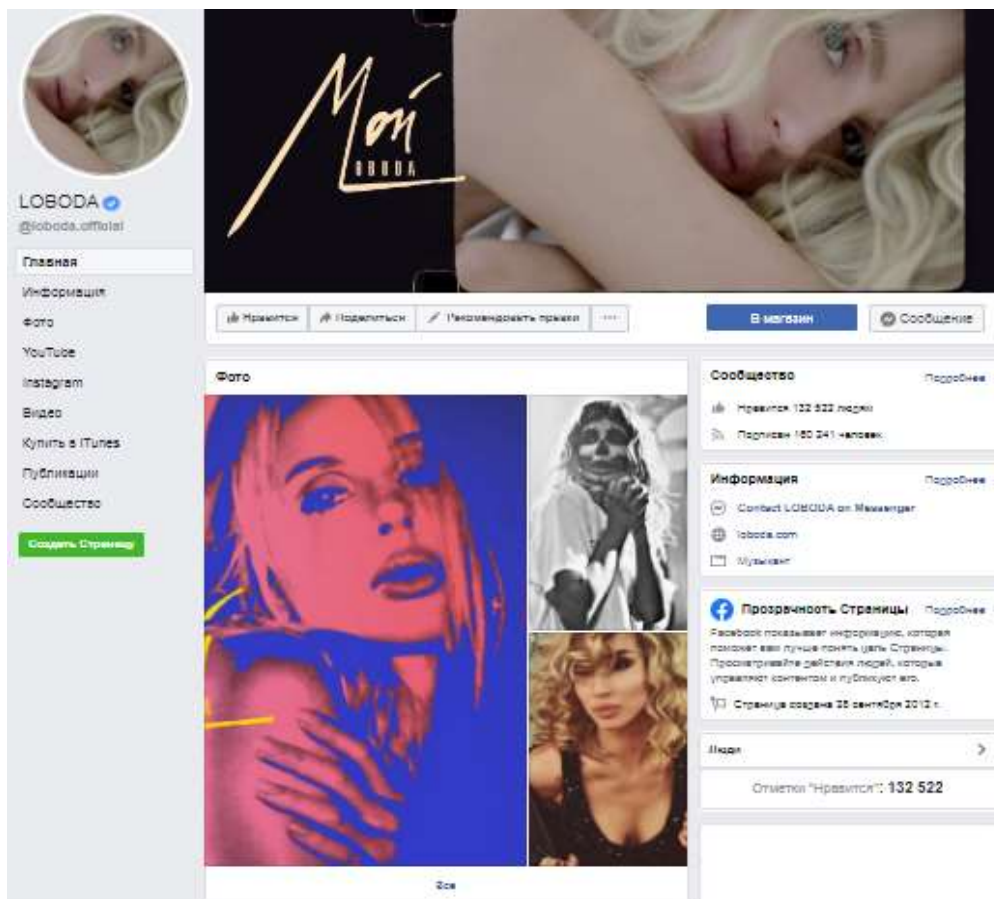 Мой
LOBODA
LOBODA
@loboda.official
Главная
Информация
Фото
YouTube
Instagram
Видео
Купить в iTunes
Публикации
Сообщество
Создать Страницу
Нравится
Поделиться
Рекомендовать правки
...
В магазин
Сообщение
Фото
Все
Сообщество
Подробнее
Нравится 132 522 людям
Подписан 160 241 человек
Информация
Подробнее
Contact LOBODA on Messenger
loboda.com
Музыкант
Прозрачность Страницы
Подробнее
Facebook показывает информацию, которая
поможет вам лучше понять цель Страницы.
Просматривайте действия людей, которые
управляют контентом и публикуют его.
Страница создана сентября 2012 г.
Люди
Отметки "Нравится": 132 522